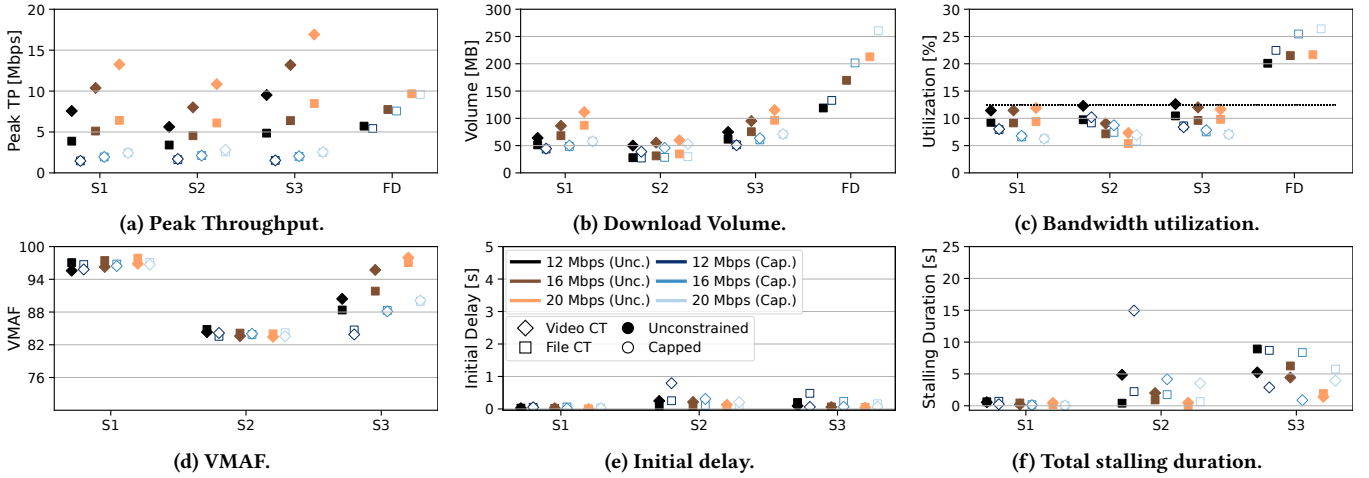 Peak TP [Mbps]
20
15
10
5
0
S1 S2 S3 FD
(a) Peak Throughput.
Volume [MB]
300
250
200
150
100
50
0
S1 S2 S3 FD
(b) Download Volume.
Utilization [%]
30
25
20
15
10
5
0
S1 S2 S3 FD
(c) Bandwidth utilization.
VMAF
100
94
88
82
76
S1 S2 S3
(d) VMAF.
Initial Delay [s]
5
4
3
2
1
0
12 Mbps (Unc.) 12 Mbps (Cap.)
16 Mbps (Unc.) 16 Mbps (Cap.)
20 Mbps (Unc.) 20 Mbps (Cap.)
Video CT Unconstrained
File CT Capped
S1 S2 S3
(e) Initial delay.
Stalling Duration [s]
25
20
15
10
5
0
S1 S2 S3
(f) Total stalling duration.